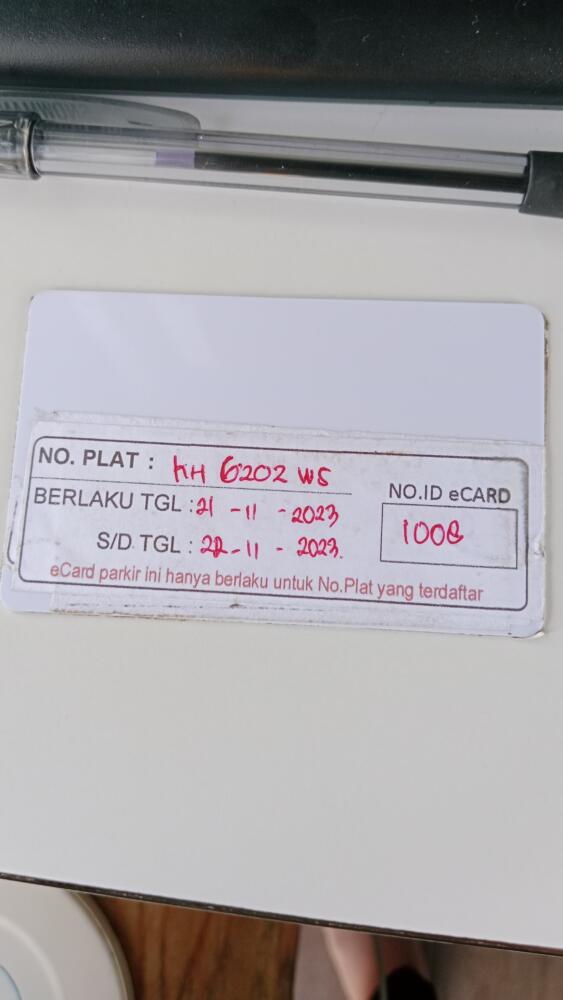 NO. PLAT : KH 6202 WS
BERLAKU TGL : 21 - 11 - 2023
NO.ID eCARD
S/D. TGL : 22 - 11 - 2023.
1008
eCard parkir ini hanya berlaku untuk No.Plat yang terdaftar